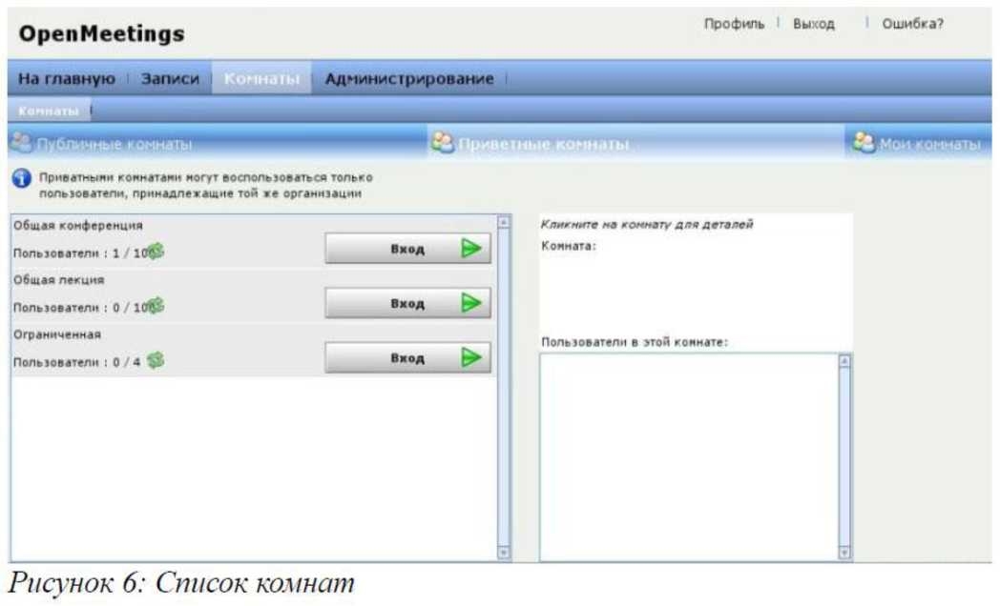 OpenMeetings
Профиль Выход Ошибка?
На главную Записи Комнаты Администрирование
Комнаты
Публичные комнаты Приветные комнаты Мои комнаты
Приватными комнатами могут воспользоваться только
пользователи, принадлежащие той же организации
Общая конференция
Пользователи : 1 / 100
Вход
Общая лекция
Пользователи : 0 / 100
Вход
Ограниченная
Пользователи : 0 / 4
Вход
Кликните на комнату для деталей
Комната:
Пользователи в этой комнате:
Рисунок 6: Список комнат